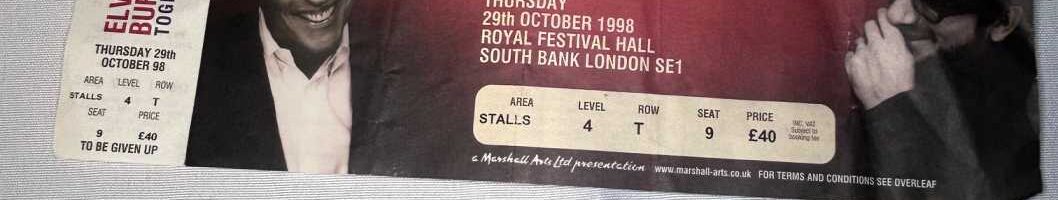 ELV
BUR
TOGE
THURSDAY 29th
OCTOBER 98
AREA LEVEL ROW
STALLS 4 T
SEAT PRICE
9 £40
TO BE GIVEN UP
THURSDAY
29th OCTOBER 1998
ROYAL FESTIVAL HALL
SOUTH BANK LONDON SE1
AREA LEVEL ROW SEAT PRICE
STALLS 4 T 9 £40
INC. VAT
Subject to
booking fee
a Marshall Arts Ltd presentation www.marshall-arts.co.uk FOR TERMS AND CONDITIONS SEE OVERLEAF